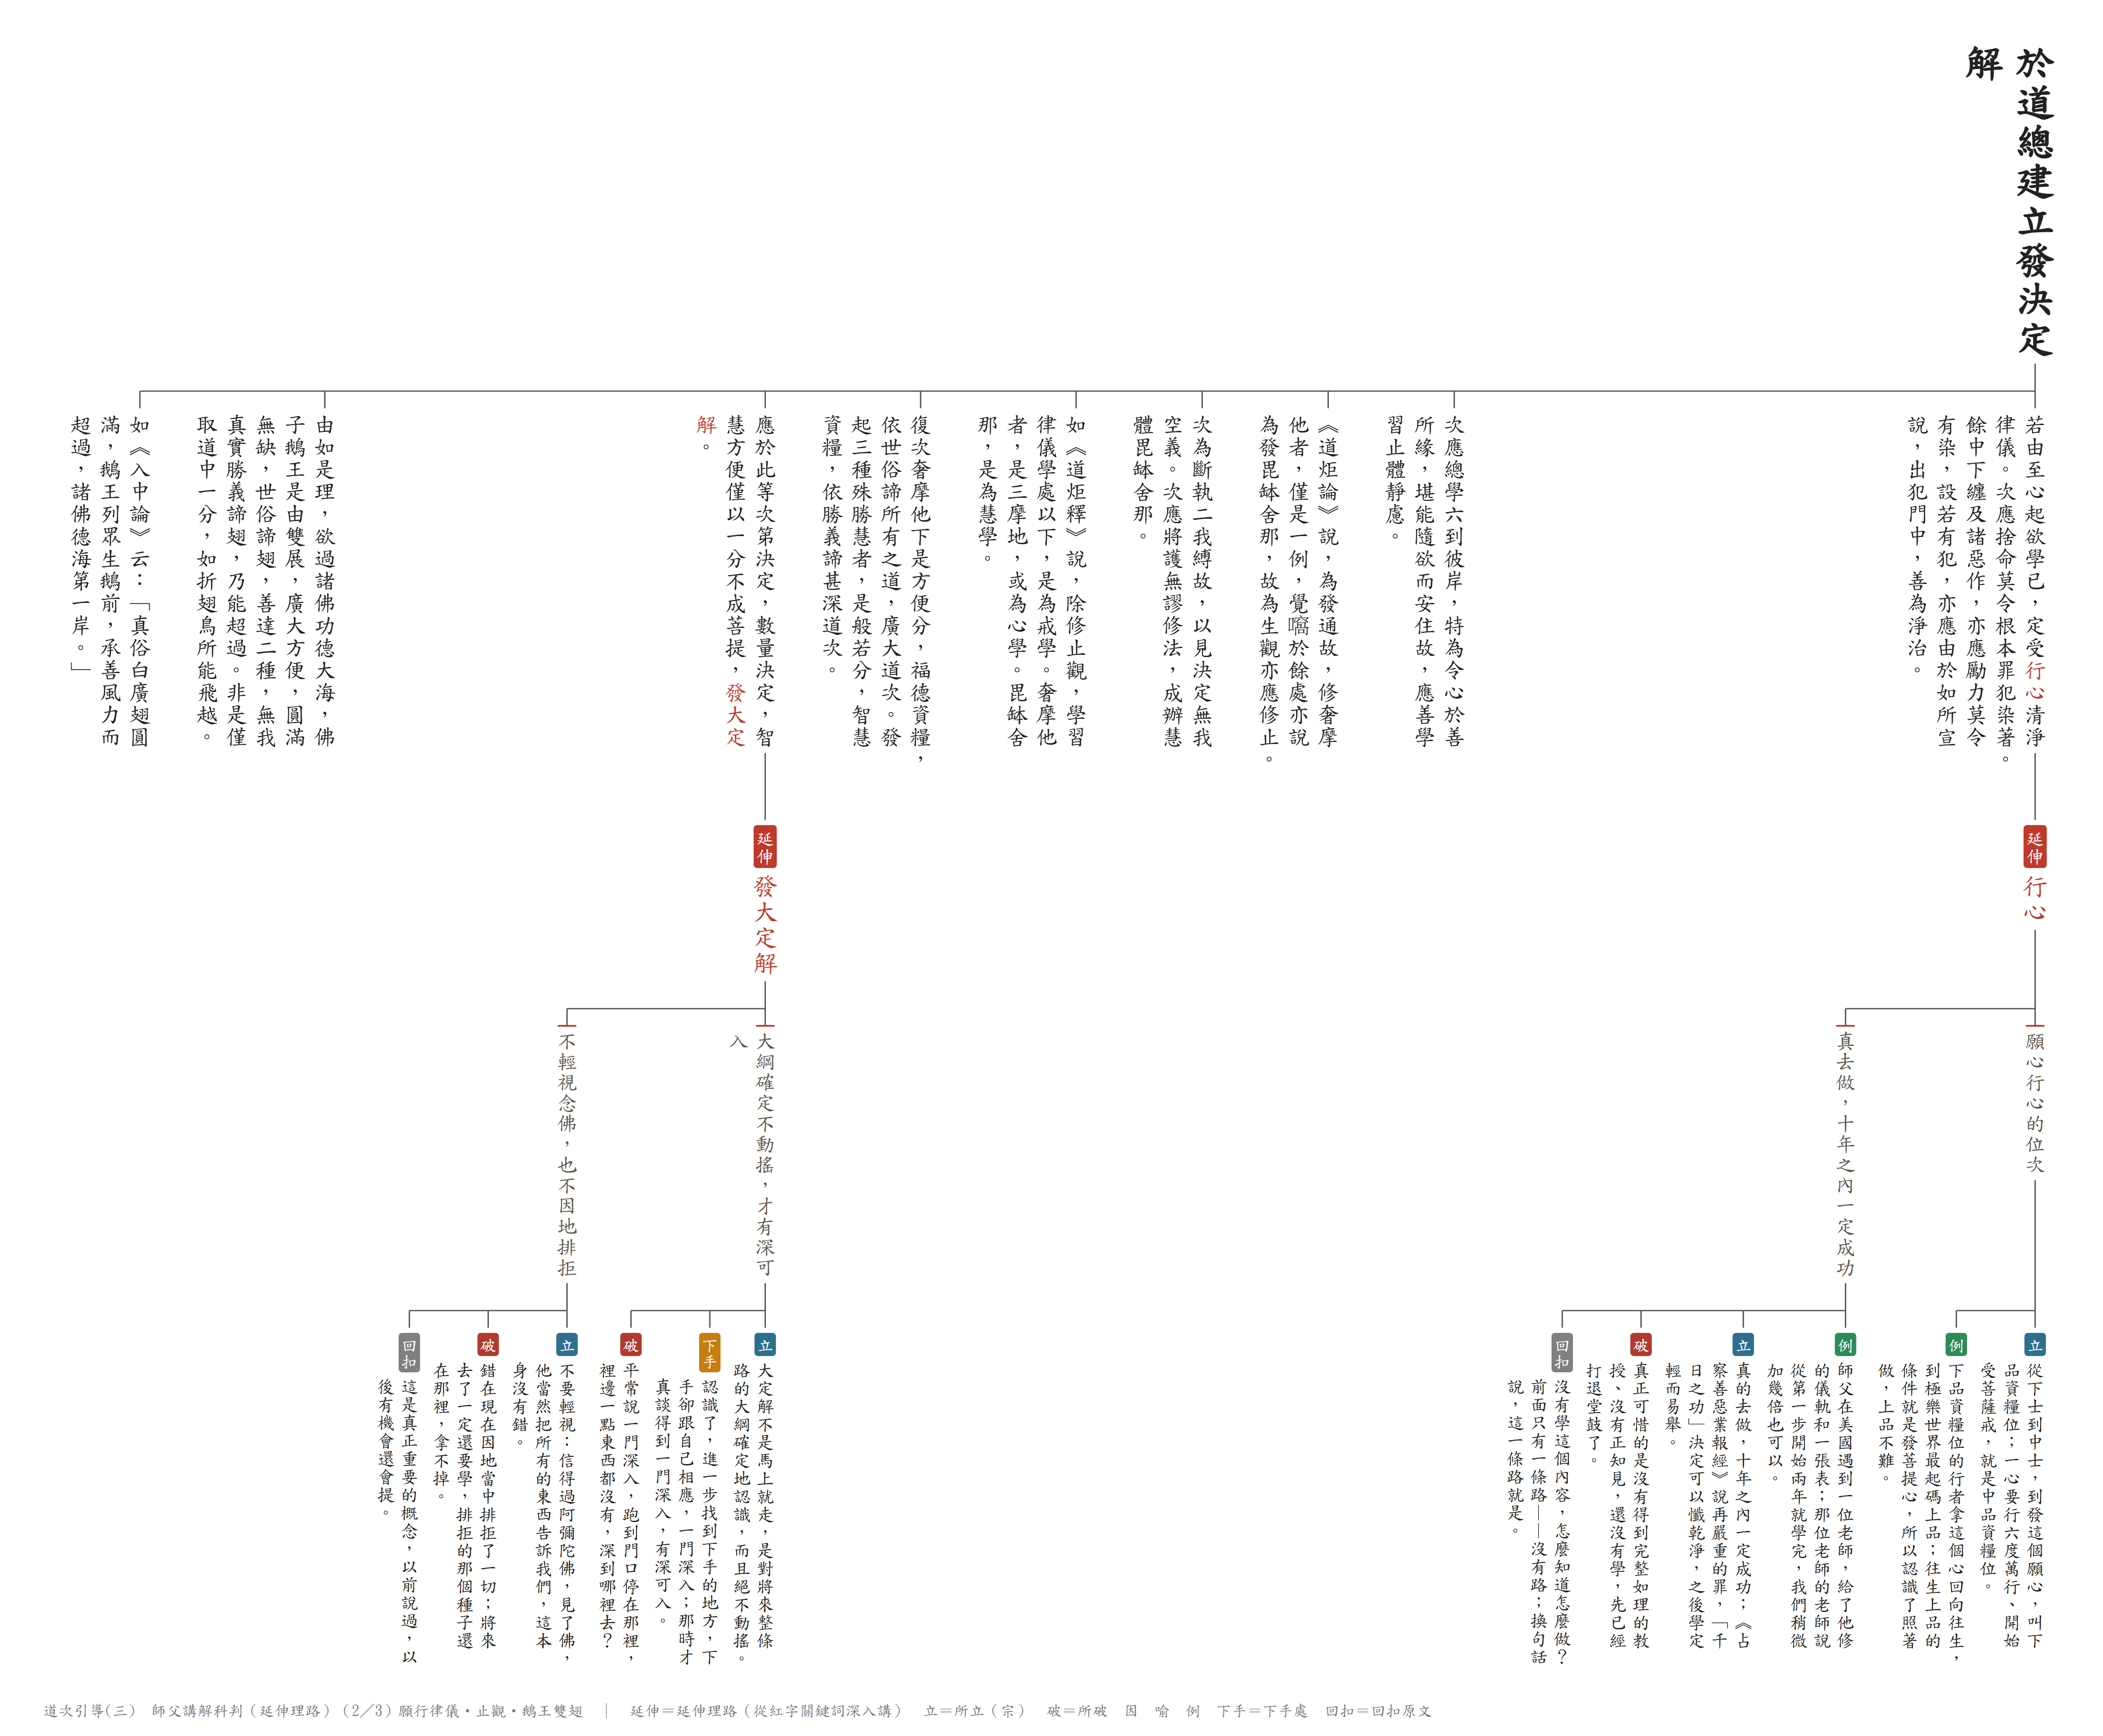 於道總建立發決定
解
若由至心起欲學已，定受行心清淨
律儀。次應捨命莫令根本罪犯染著。
餘中下纏及諸惡作，亦應勵力莫令
有染，設若有犯，亦應由於如所宣
說，出犯門中，善為淨治。
次應總學六到彼岸，特為令心於善
所緣，堪能隨欲而安住故，應善學
習止體靜慮。
《道炬論》說，為發通故，修奢摩
他者，僅是一例，覺㗙於餘處亦說
為發毘缽舍那，故為生觀亦應修止。
次為斷執二我縛故，以見決定無我
空義。次應將護無謬修法，成辦慧
體毘缽舍那。
如《道炬釋》說，除修止觀，學習
律儀學處以下，是為戒學。奢摩他
者，是三摩地，或為心學。毘缽舍
那，是為慧學。
復次奢摩他下是方便分，福德資糧，
依世俗諦所有之道，廣大道次。發
起三種殊勝慧者，是般若分，智慧
資糧，依勝義諦甚深道次。
應於此等次第決定，數量決定，智
慧方便僅以一分不成菩提，發大定
解。
由如是理，欲過諸佛功德大海，佛
子鵝王是由雙展，廣大方便，圓滿
無缺，世俗諦翅，善達二種，無我
真實勝義諦翅，乃能超過。非是僅
取道中一分，如折翅鳥所能飛越。
如《入中論》云：「真俗白廣翅圓
滿，鵝王列眾生鵝前，承善風力而
超過，諸佛德海第一岸。」
延伸
行心
願心行心的位次
立
從下士到中士，到發這個願心，叫下
品資糧位；一心要行六度萬行、開始
受菩薩戒，就是中品資糧位。
例
下品資糧位的行者拿這個心回向往生，
到極樂世界最起碼上品；往生上品的
條件就是發菩提心，所以認識了照著
做，上品不難。
真去做，十年之內一定成功
例
師父在美國遇到一位老師，給了他修
的儀軌和一張表；那位老師的老師說
從第一步開始兩年就學完，我們稍微
加幾倍也可以。
立
真的去做，十年之內一定成功；《占
察善惡業報經》說再嚴重的罪，「千
日之功」決定可以懺乾淨，之後學定
輕而易舉。
破
真正可惜的是沒有得到完整如理的教
授、沒有正知見，還沒有學，先已經
打退堂鼓了。
回扣
沒有學這個內容，怎麼知道怎麼做？
前面只有一條路——沒有路；換句話
說，這一條路就是。
延伸
發大定解
大綱確定不動搖，才有深可
入
立
大定解不是馬上就走，是對將來整條
路的大綱確定地認識，而且絕不動搖。
下手
認識了，進一步找到下手的地方，下
手卻跟自己相應，一門深入；那時才
真談得到一門深入，有深可入。
破
平常說一門深入，跑到門口停在那裡，
裡邊一點東西都沒有，深到哪裡去？
不輕視念佛，也不因地排拒
立
不要輕視：信得過阿彌陀佛，見了佛，
他當然把所有的東西告訴我們，這本
身沒有錯。
破
錯在現在因地當中排拒了一切；將來
去了一定還要學，排拒的那個種子還
在那裡，拿不掉。
回扣
這是真正重要的概念，以前說過，以
後有機會還會提。
道次引導(三)　師父講解科判（延伸理路）（2／3）願行律儀・止觀・鵝王雙翅　｜　延伸＝延伸理路（從紅字關鍵詞深入講）　立＝所立（宗）　破＝所破　因　喻　例　下手＝下手處　回扣＝回扣原文